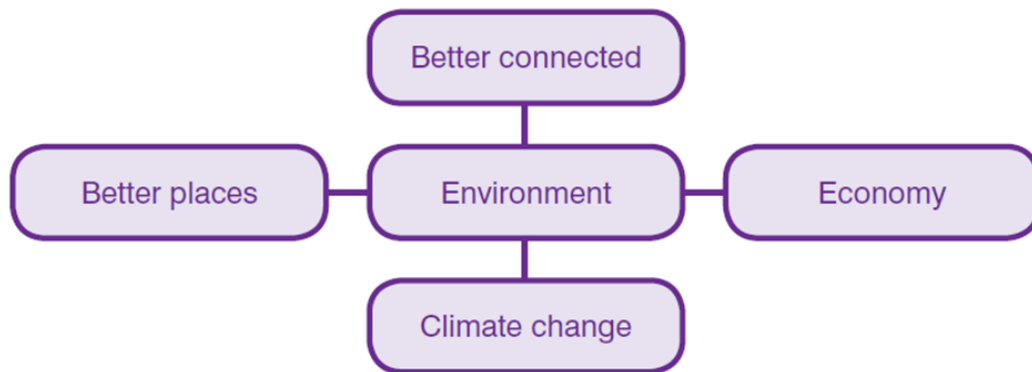 Better connected
Better places
Environment
Economy
Climate change